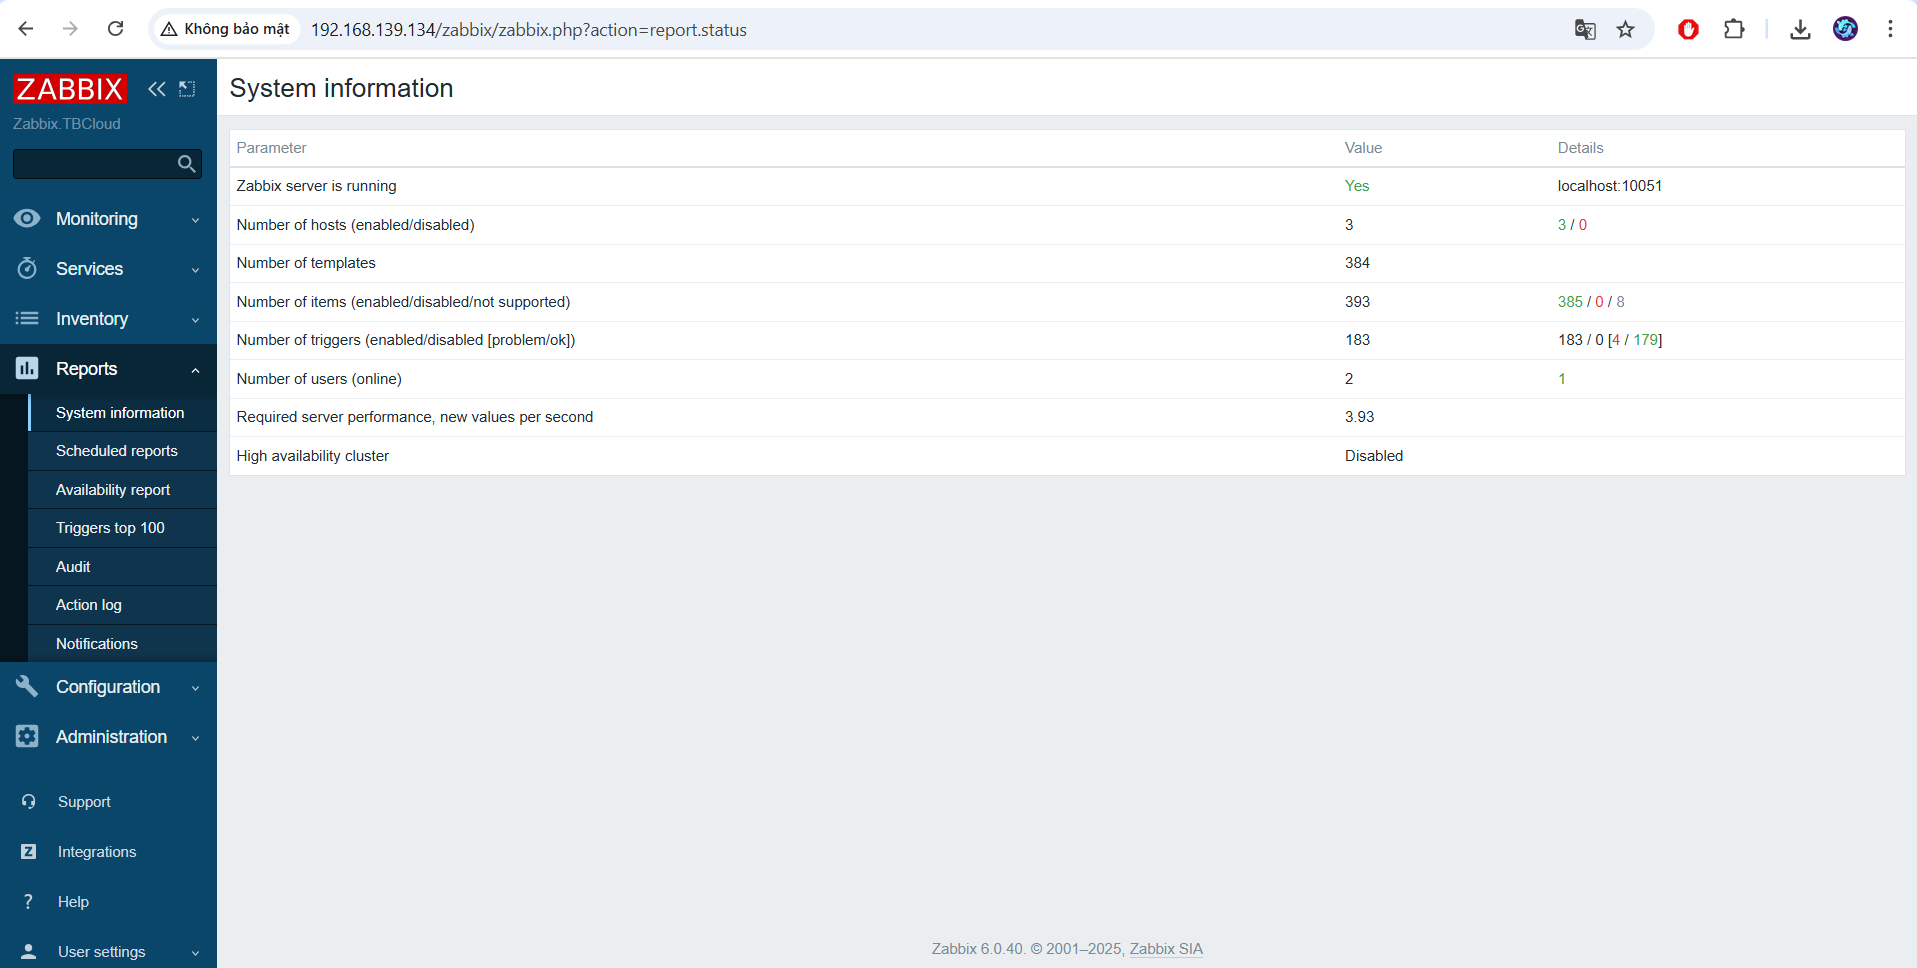 Không bảo mật 192.168.139.134/zabbix/zabbix.php?action=report.status
ZABBIX
Zabbix.TBCloud
Monitoring
Services
Inventory
Reports
System information
Scheduled reports
Availability report
Triggers top 100
Audit
Action log
Notifications
Configuration
Administration
Support
Z Integrations
? Help
User settings
System information
Parameter Value Details
Zabbix server is running Yes localhost:10051
Number of hosts (enabled/disabled) 3 3 / 0
Number of templates 384
Number of items (enabled/disabled/not supported) 393 385 / 0 / 8
Number of triggers (enabled/disabled [problem/ok]) 183 183 / 0 [4 / 179]
Number of users (online) 2 1
Required server performance, new values per second 3.93
High availability cluster Disabled
Zabbix 6.0.40. © 2001–2025, Zabbix SIA